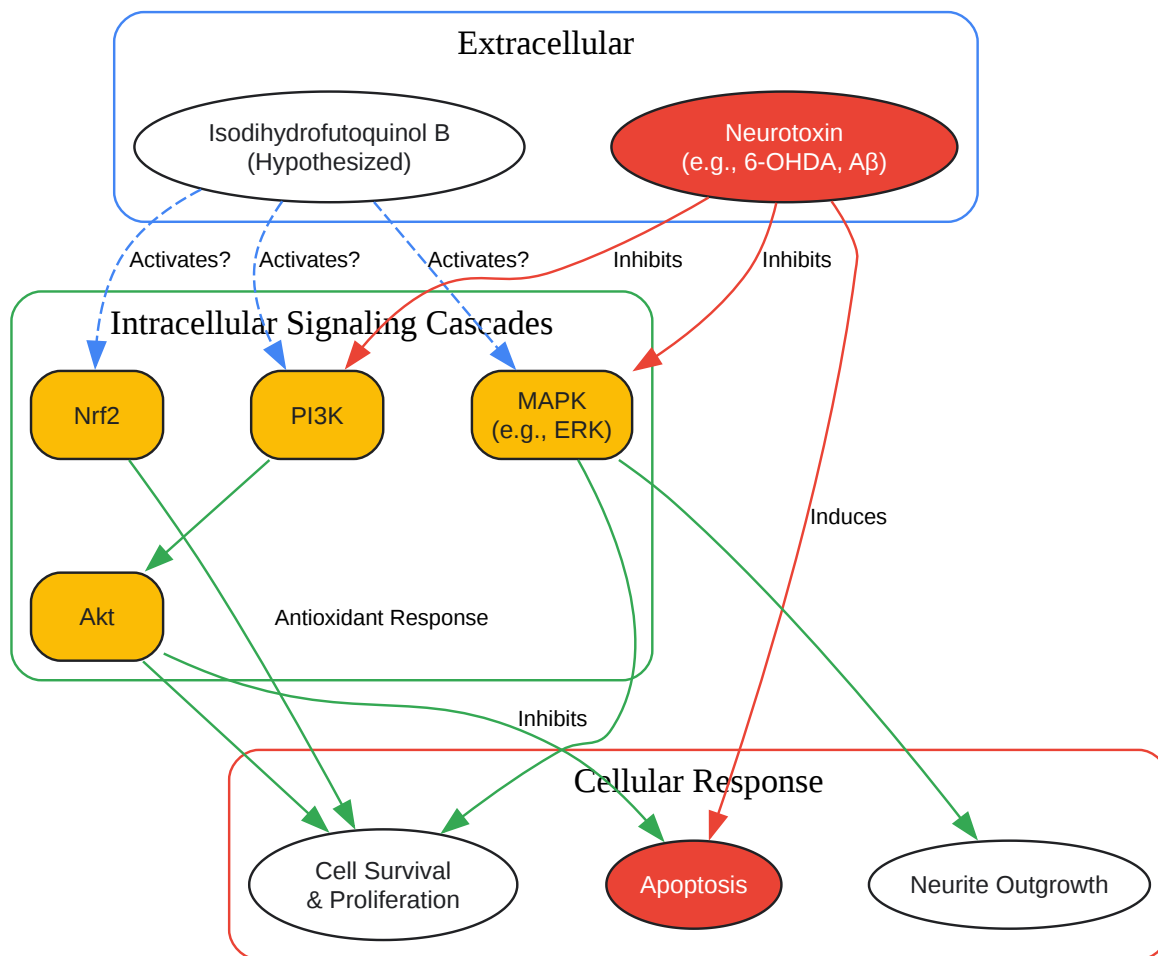 Extracellular
Isodihydrofutoquinol B
(Hypothesized)
Neurotoxin
(e.g., 6-OHDA, Aβ)
Activates?
Activates?
Activates?
Inhibits
Inhibits
Intracellular Signaling Cascades
Nrf2
PI3K
MAPK
(e.g., ERK)
Induces
Akt
Antioxidant Response
Inhibits
Cellular Response
Cell Survival
& Proliferation
Apoptosis
Neurite Outgrowth